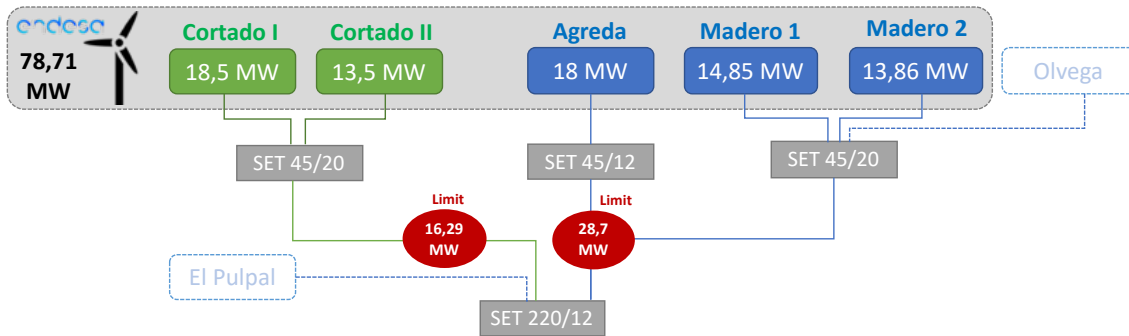 endesa
78,71
MW
Cortado I
Cortado II
Agreda
Madero 1
Madero 2
18,5 MW
13,5 MW
18 MW
14,85 MW
13,86 MW
Olvega
SET 45/20
SET 45/12
SET 45/20
Limit
16,29
MW
Limit
28,7
MW
El Pulpal
SET 220/12